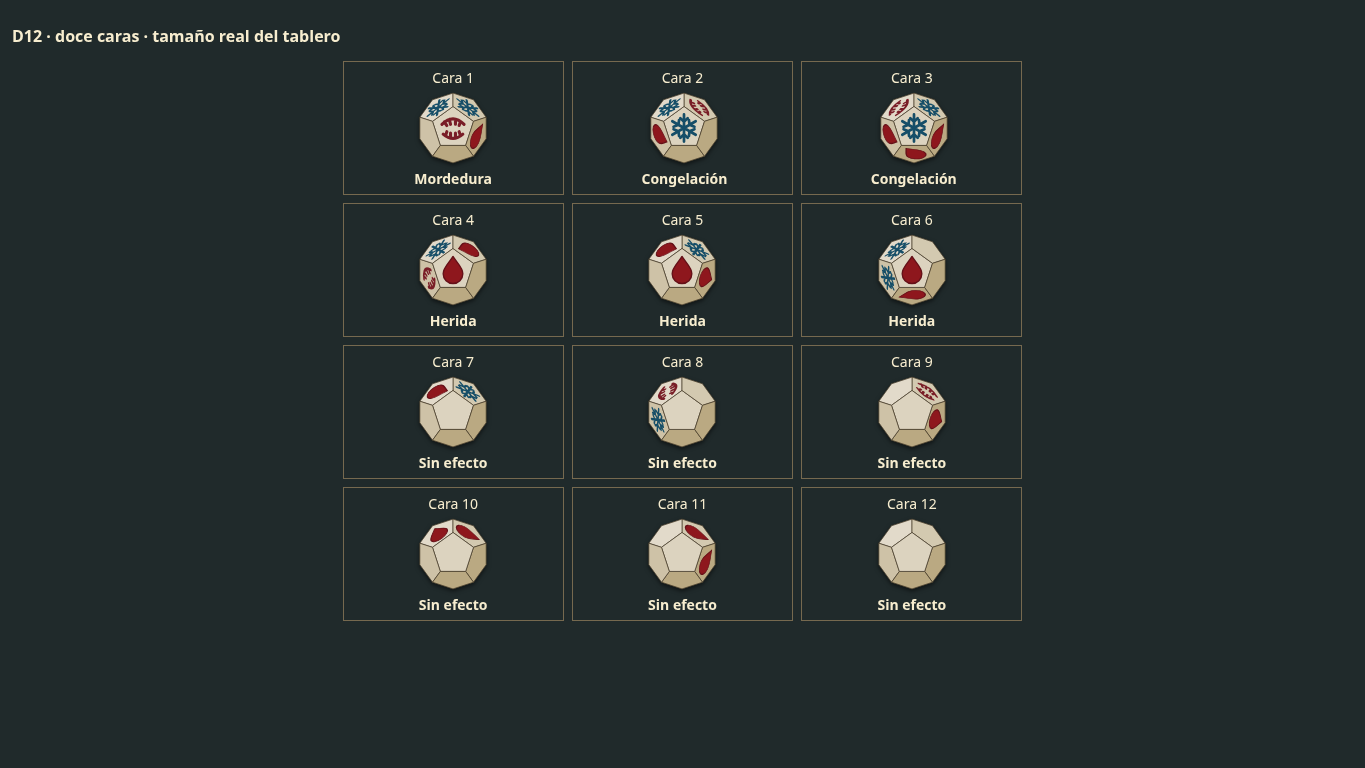 D12 · doce caras · tamaño real del tablero
Cara 1
Mordedura
Cara 2
Congelación
Cara 3
Congelación
Cara 4
Herida
Cara 5
Herida
Cara 6
Herida
Cara 7
Sin efecto
Cara 8
Sin efecto
Cara 9
Sin efecto
Cara 10
Sin efecto
Cara 11
Sin efecto
Cara 12
Sin efecto